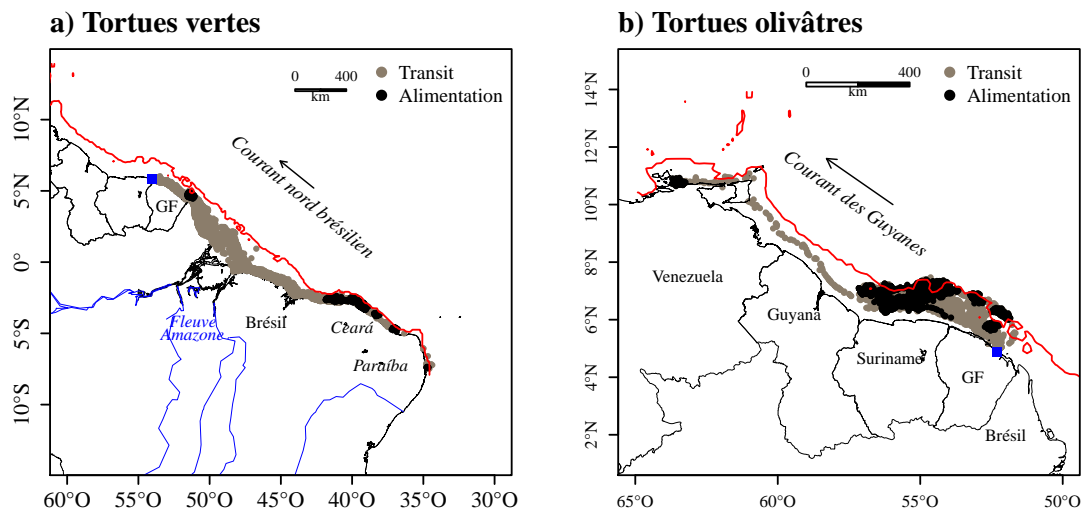 a) Tortues vertes
0 400
km
Transit
Alimentation
Courant nord brésilien
GF
Fleuve
Amazone
Brésil
Ceará
Paraíba
10°N
5°N
0°
5°S
10°S
60°O 55°O 50°O 45°O 40°O 35°O 30°O
b) Tortues olivâtres
0 400
km
Transit
Alimentation
Courant des Guyanes
Venezuela
Guyana
Suriname
GF
Brésil
14°N
12°N
10°N
8°N
6°N
4°N
2°N
65°O 60°O 55°O 50°O